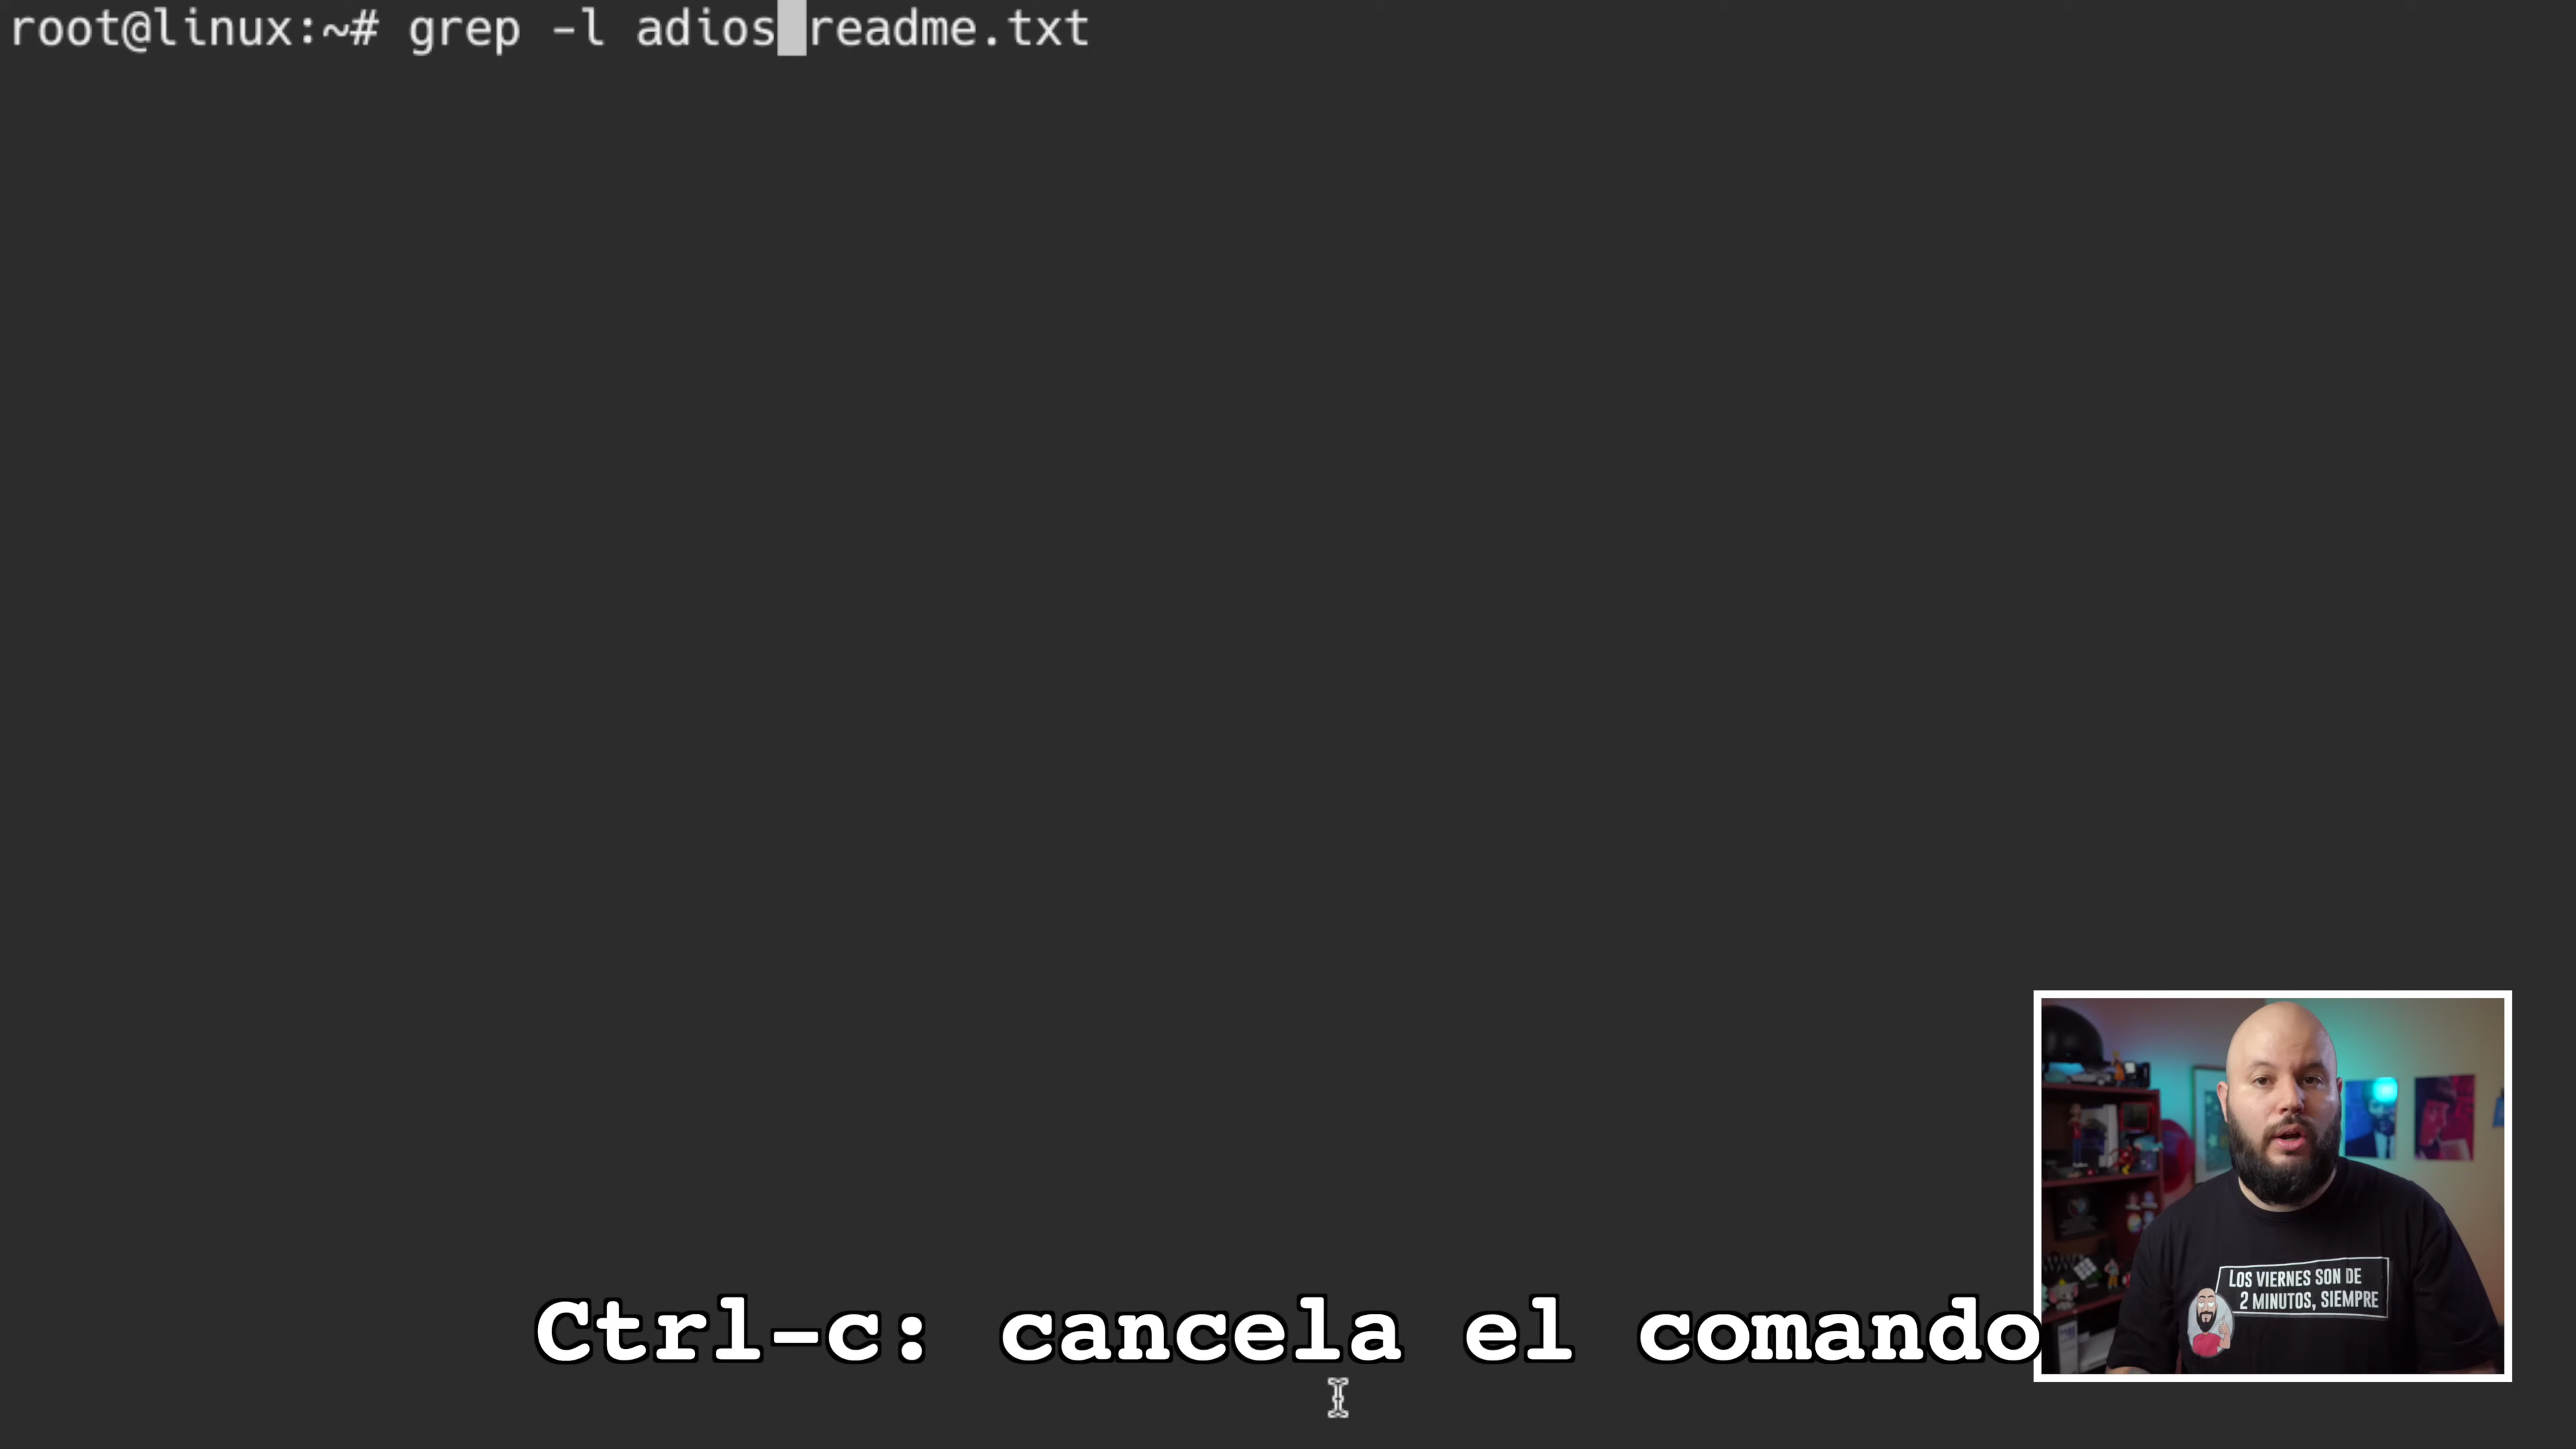 root@linux:~# grep -l adios readme.txt
LOS VIERNES SON DE
2 MINUTOS, SIEMPRE
Ctrl-c: cancela el comando